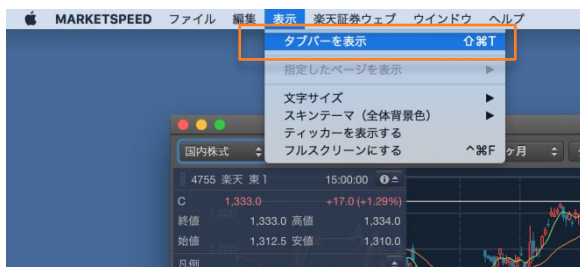 MARKETSPEED ファイル 編集 表示 楽天証券ウェブ ウインドウ ヘルプ
タブバーを表示 ⇧⌘T
指定したページを表示 ▶
文字サイズ ▶
スキンテーマ（全体背景色） ▶
ティッカーを表示する
フルスクリーンにする ^⌘F
国内株式
ヶ月
4755 楽天 東1 15:00:00
C 1,333.0 +17.0 (+1.29%)
終値 1,333.0 高値 1,334.0
始値 1,312.5 安値 1,310.0
凡例